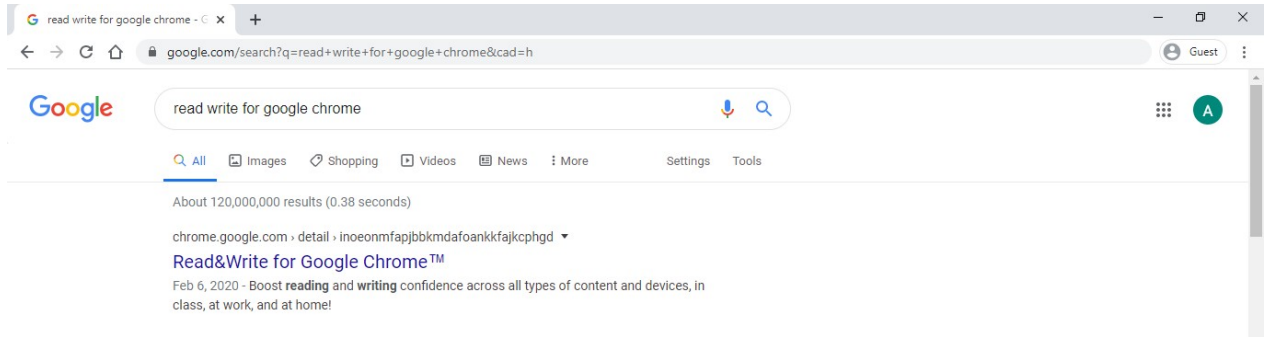 read write for google chrome - G
google.com/search?q=read+write+for+google+chrome&cad=h
Guest
Google
read write for google chrome
A
All Images Shopping Videos News More Settings Tools
About 120,000,000 results (0.38 seconds)
chrome.google.com › detail › inoeonmfapjbbkmdafoankkfajkcphgd
Read&Write for Google Chrome™
Feb 6, 2020 - Boost reading and writing confidence across all types of content and devices, in
class, at work, and at home!